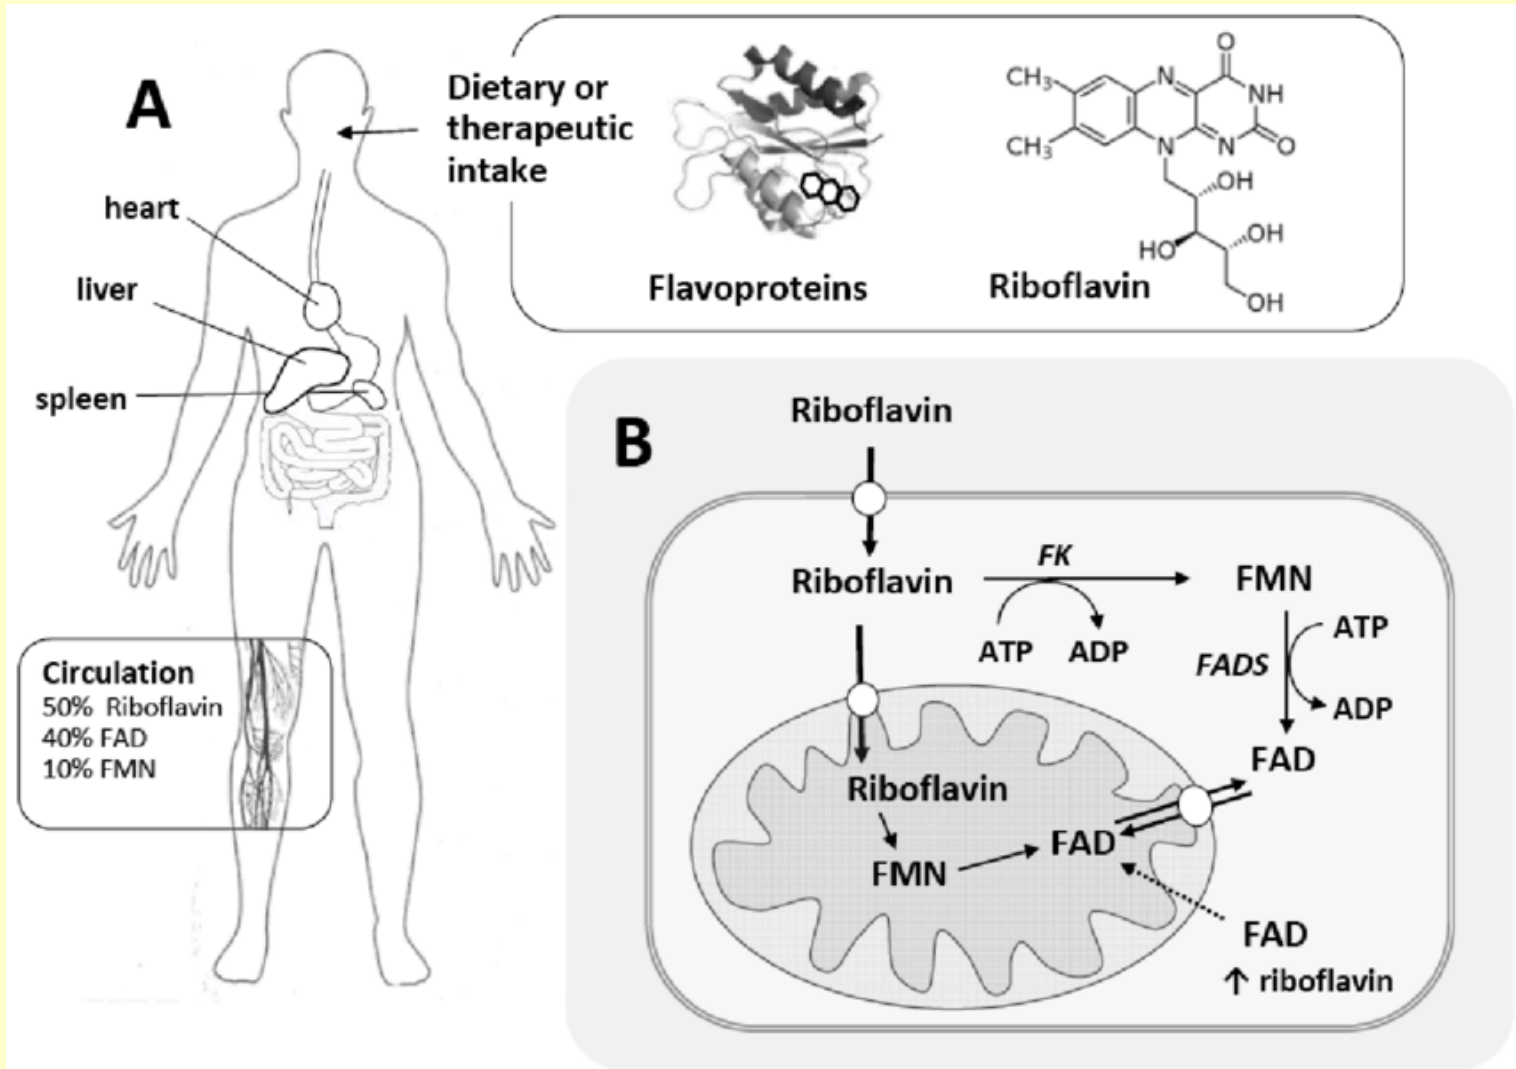 A
Dietary or
therapeutic
intake
heart
liver
spleen
Flavoproteins
CH3
CH3
N
N
N
NH
O
O
OH
HO
OH
OH
Riboflavin
Circulation
50% Riboflavin
40% FAD
10% FMN
B
Riboflavin
Riboflavin
FK
ATP
ADP
FMN
FADS
ATP
ADP
FAD
Riboflavin
FMN
FAD
FAD
↑ riboflavin